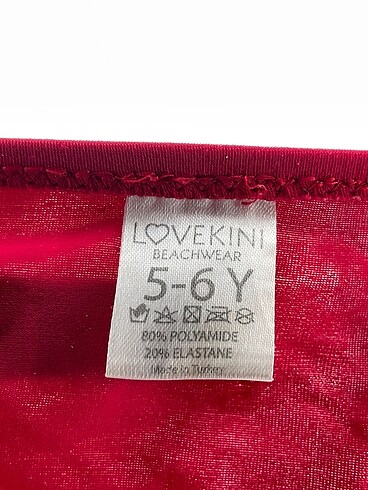 LOVEKINI
BEACHWEAR
5-6 Y
80% POLYAMIDE
20% ELASTANE
Made in Turkey